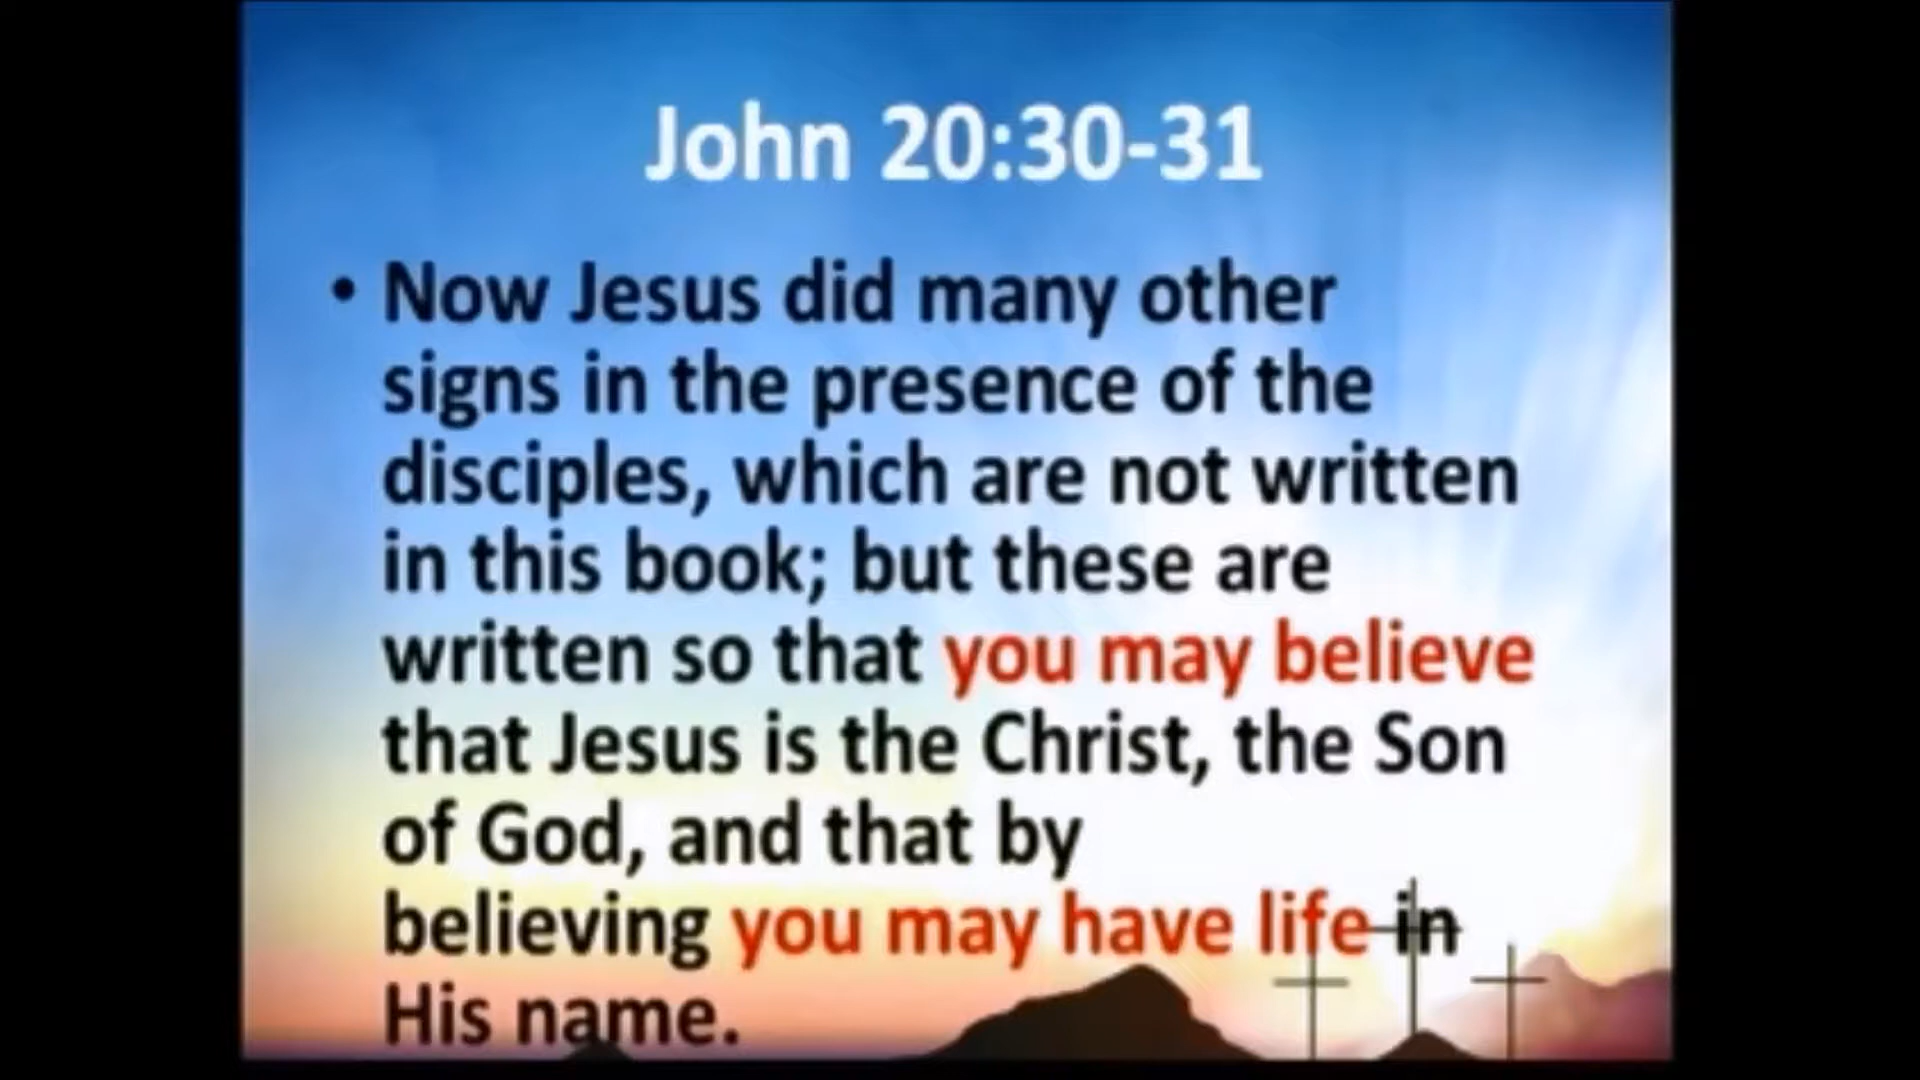 John 20:30-31
• Now Jesus did many other
signs in the presence of the
disciples, which are not written
in this book; but these are
written so that you may believe
that Jesus is the Christ, the Son
of God, and that by
believing you may have life in
His name.